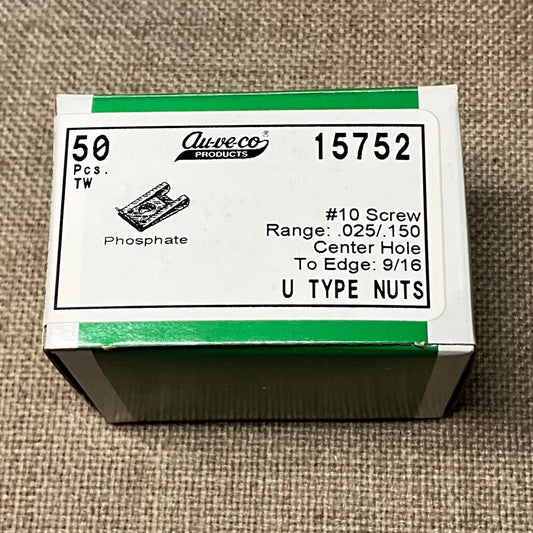 50
Pcs.
TW
au-ve-co®
PRODUCTS
15752
Phosphate
#10 Screw
Range: .025/.150
Center Hole
To Edge: 9/16
U TYPE NUTS